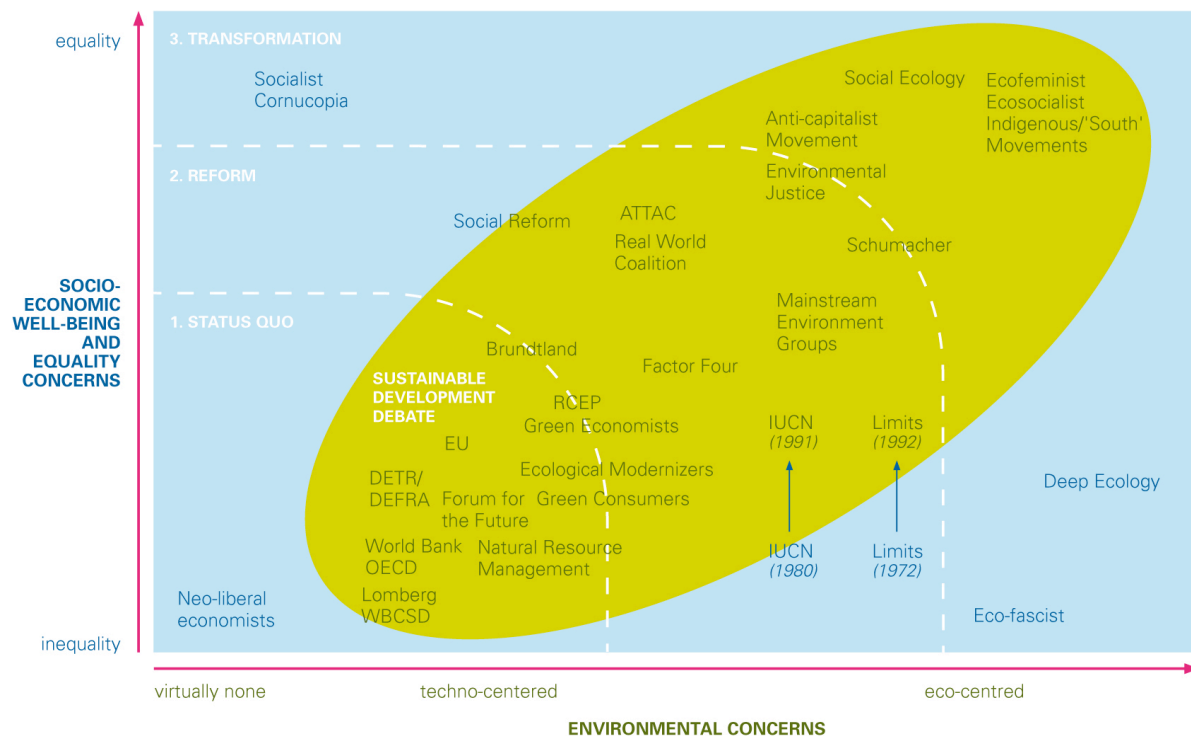 equality
3. TRANSFORMATION
Socialist
Cornucopia
Social Ecology
Ecofeminist
Ecosocialist
Indigenous/'South'
Movements
Anti-capitalist
Movement
2. REFORM
Environmental
Justice
Social Reform
ATTAC
Real World
Coalition
Schumacher
SOCIO-
ECONOMIC
WELL-BEING
AND
EQUALITY
CONCERNS
1. STATUS QUO
Mainstream
Environment
Groups
Brundtland
Factor Four
SUSTAINABLE
DEVELOPMENT
DEBATE
RCEP
Green Economists
IUCN
(1991)
Limits
(1992)
EU
Ecological Modernizers
DETR/
DEFRA
Forum for
the Future
Green Consumers
Deep Ecology
World Bank
OECD
Natural Resource
Management
IUCN
(1980)
Limits
(1972)
Lomberg
WBCSD
Neo-liberal
economists
Eco-fascist
inequality
virtually none
techno-centered
eco-centred
ENVIRONMENTAL CONCERNS